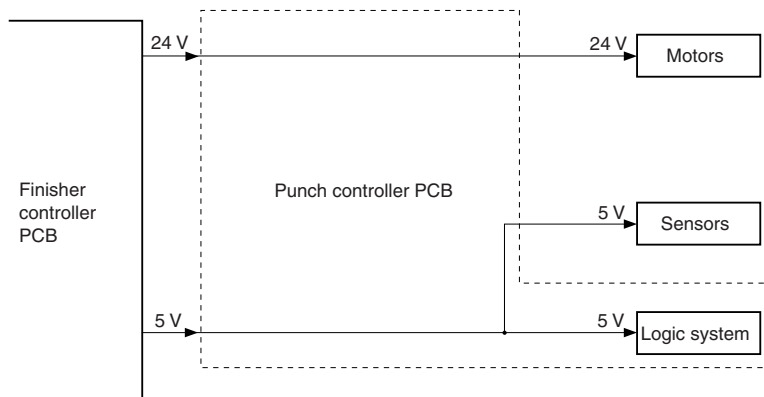 24 V
24 V
Motors
Finisher
controller
PCB
Punch controller PCB
5 V
Sensors
5 V
5 V
Logic system